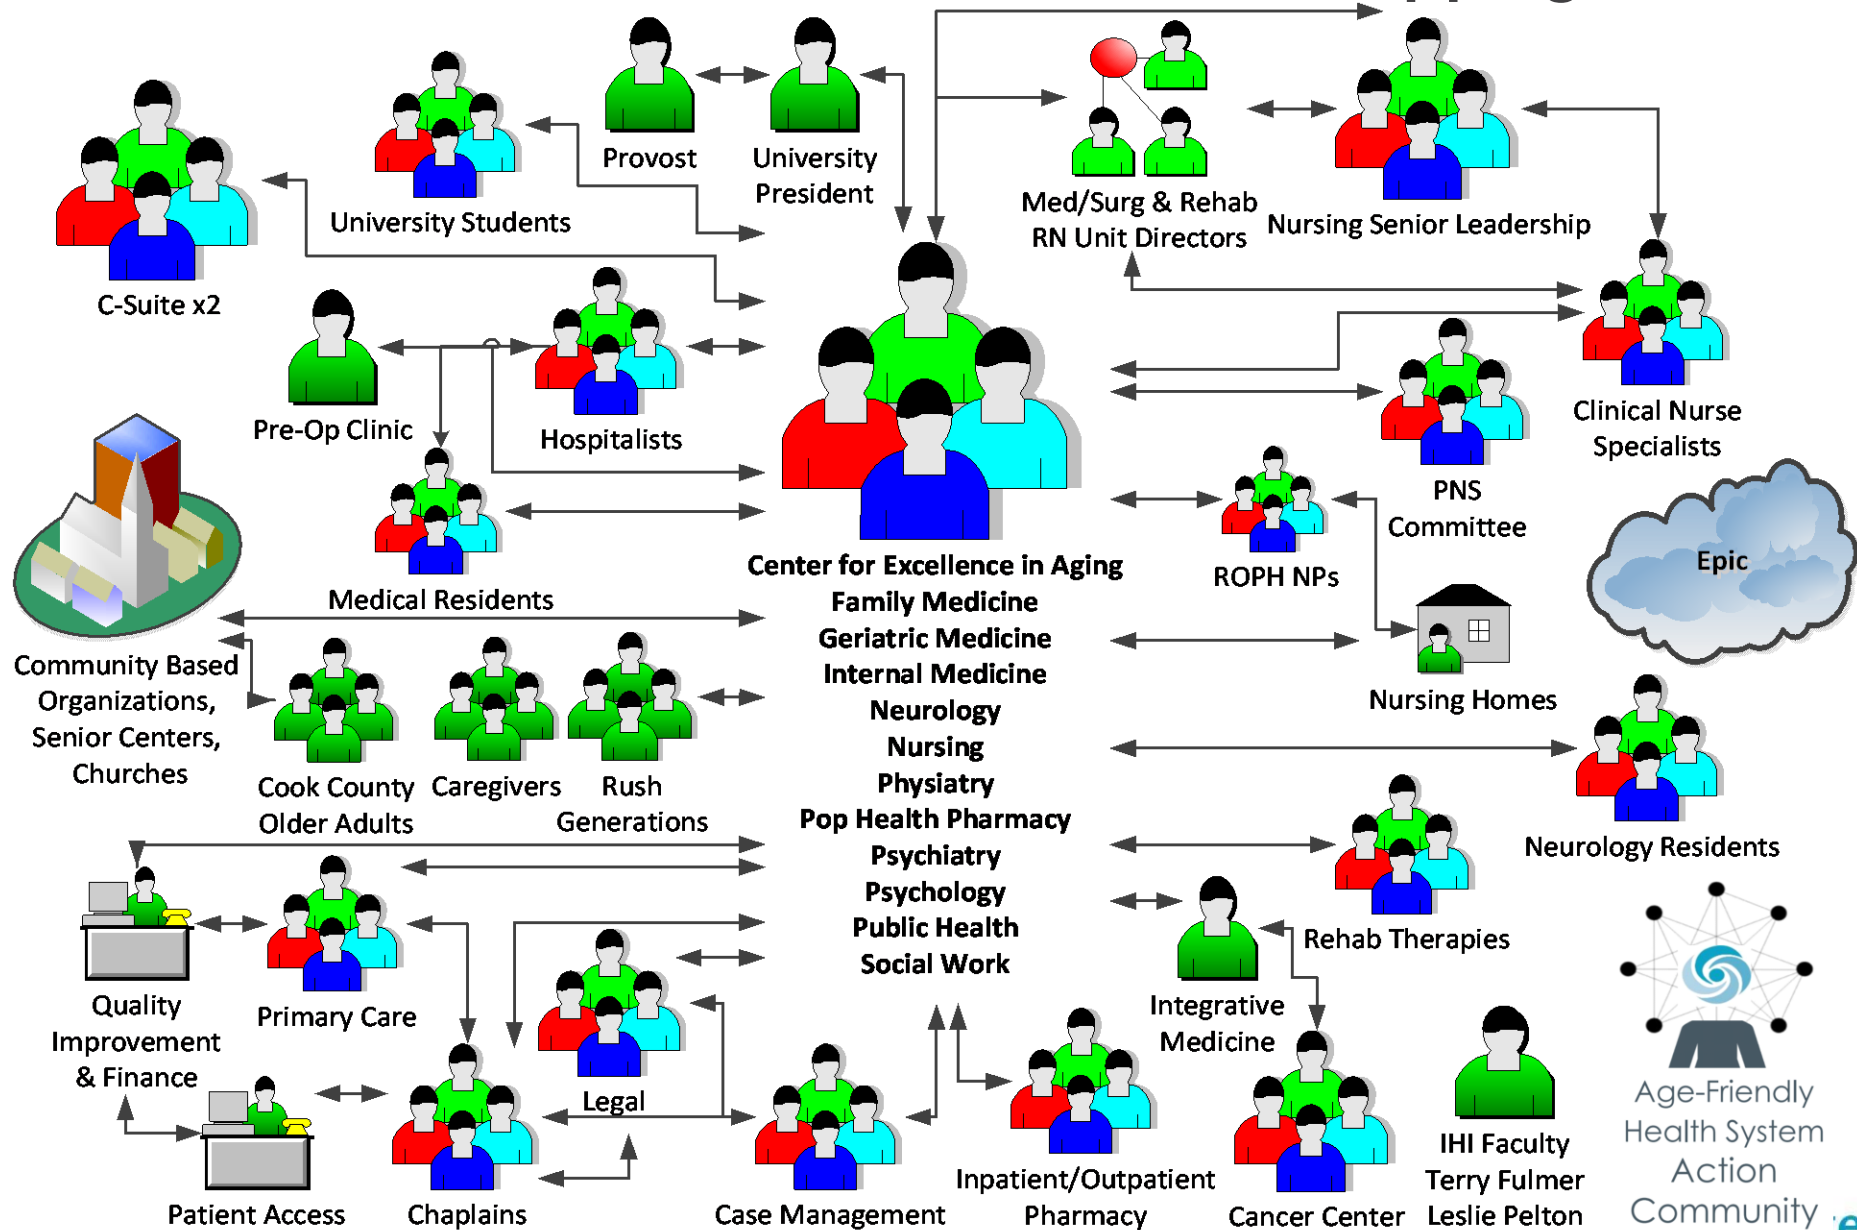 Provost
University
President
University Students
C-Suite x2
Med/Surg & Rehab
RN Unit Directors
Nursing Senior Leadership
Pre-Op Clinic
Hospitalists
Clinical Nurse
Specialists
PNS
Committee
Epic
Medical Residents
ROPH NPs
Nursing Homes
Community Based
Organizations,
Senior Centers,
Churches
Cook County
Older Adults
Caregivers
Rush
Generations
Center for Excellence in Aging
Family Medicine
Geriatric Medicine
Internal Medicine
Neurology
Nursing
Physiatry
Pop Health Pharmacy
Psychiatry
Psychology
Public Health
Social Work
Neurology Residents
Rehab Therapies
Quality
Improvement
& Finance
Primary Care
Legal
Integrative
Medicine
Patient Access
Chaplains
Case Management
Inpatient/Outpatient
Pharmacy
Cancer Center
IHI Faculty
Terry Fulmer
Leslie Pelton
Age-Friendly
Health System
Action
Community